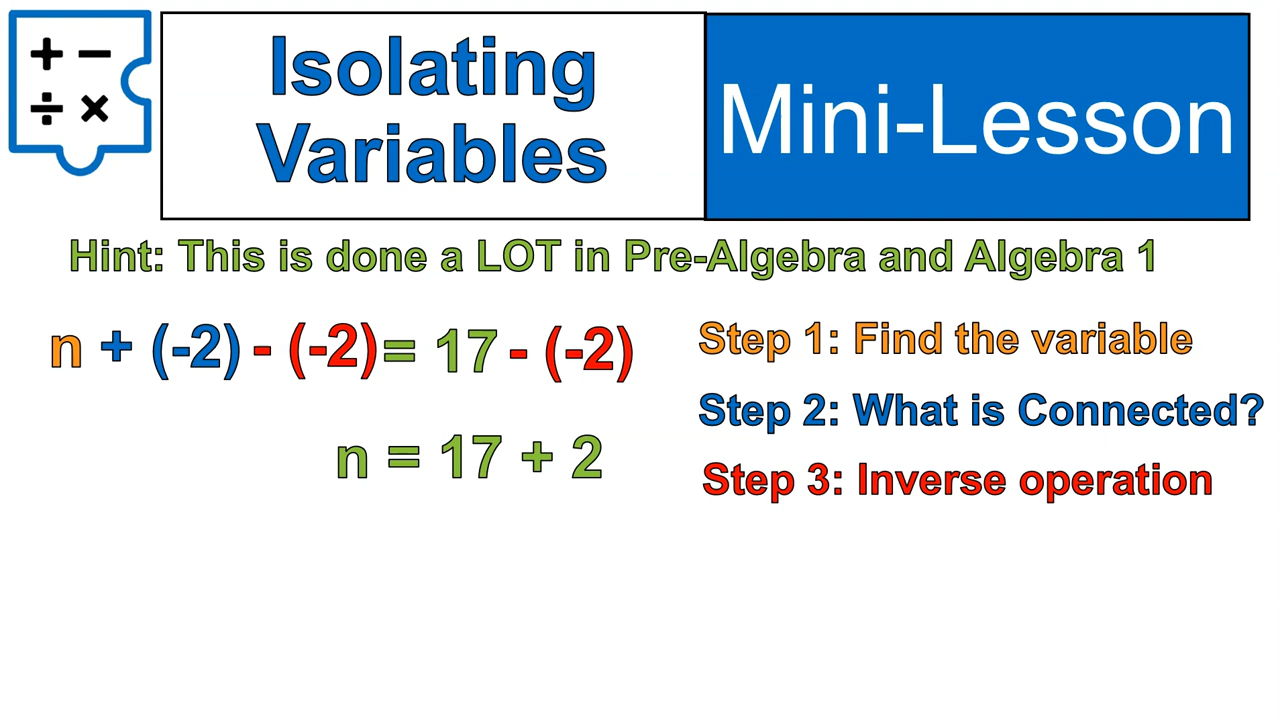 + −
÷ ×
Isolating
Variables
Mini-Lesson
Hint: This is done a LOT in Pre-Algebra and Algebra 1
n + (-2) - (-2) = 17 - (-2)
n = 17 + 2
Step 1: Find the variable
Step 2: What is Connected?
Step 3: Inverse operation